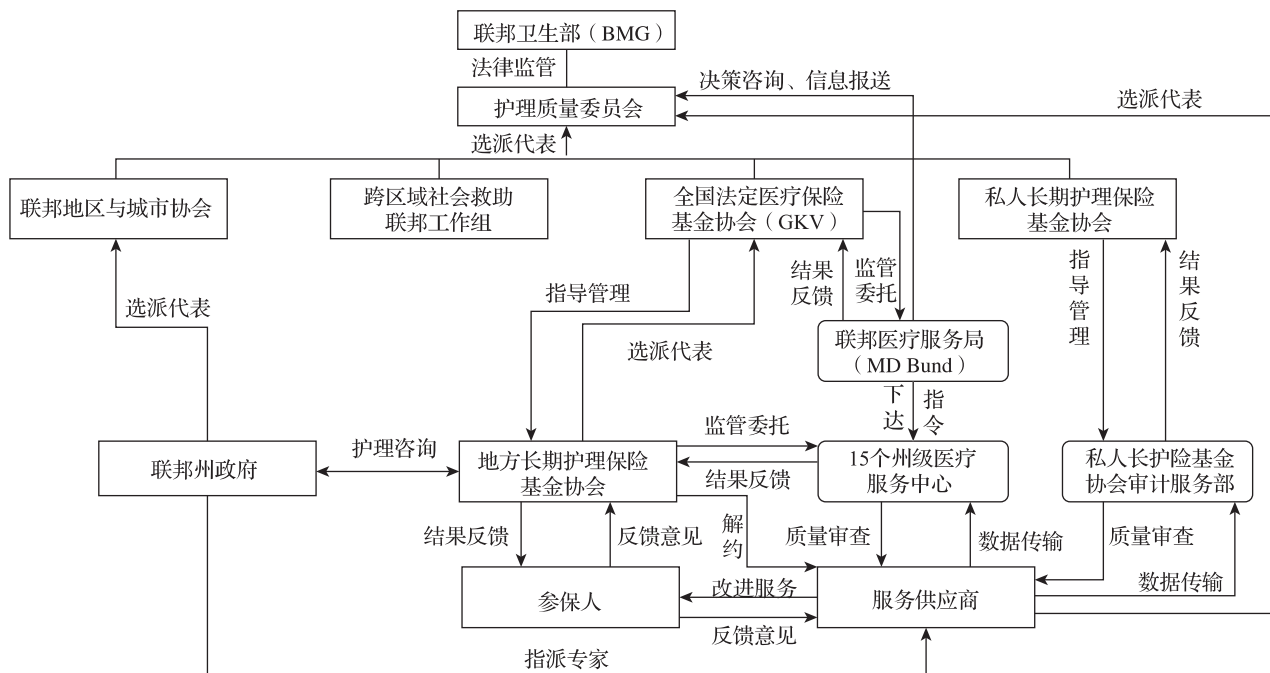 联邦卫生部（BMG）
法律监管
决策咨询、信息报送
护理质量委员会
选派代表
选派代表
联邦地区与城市协会
跨区域社会救助
联邦工作组
全国法定医疗保险
基金协会（GKV）
私人长期护理保险
基金协会
选派代表
指导管理
选派代表
结果
反馈
监管
委托
指导管理
结果反馈
联邦医疗服务局
（MD Bund）
下达
指令
联邦州政府
护理咨询
地方长期护理保险
基金协会
监管委托
结果反馈
15个州级医疗
服务中心
私人长护险基金
协会审计服务部
结果反馈
反馈意见
解约
质量审查
数据传输
质量审查
数据传输
参保人
改进服务
反馈意见
服务供应商
指派专家